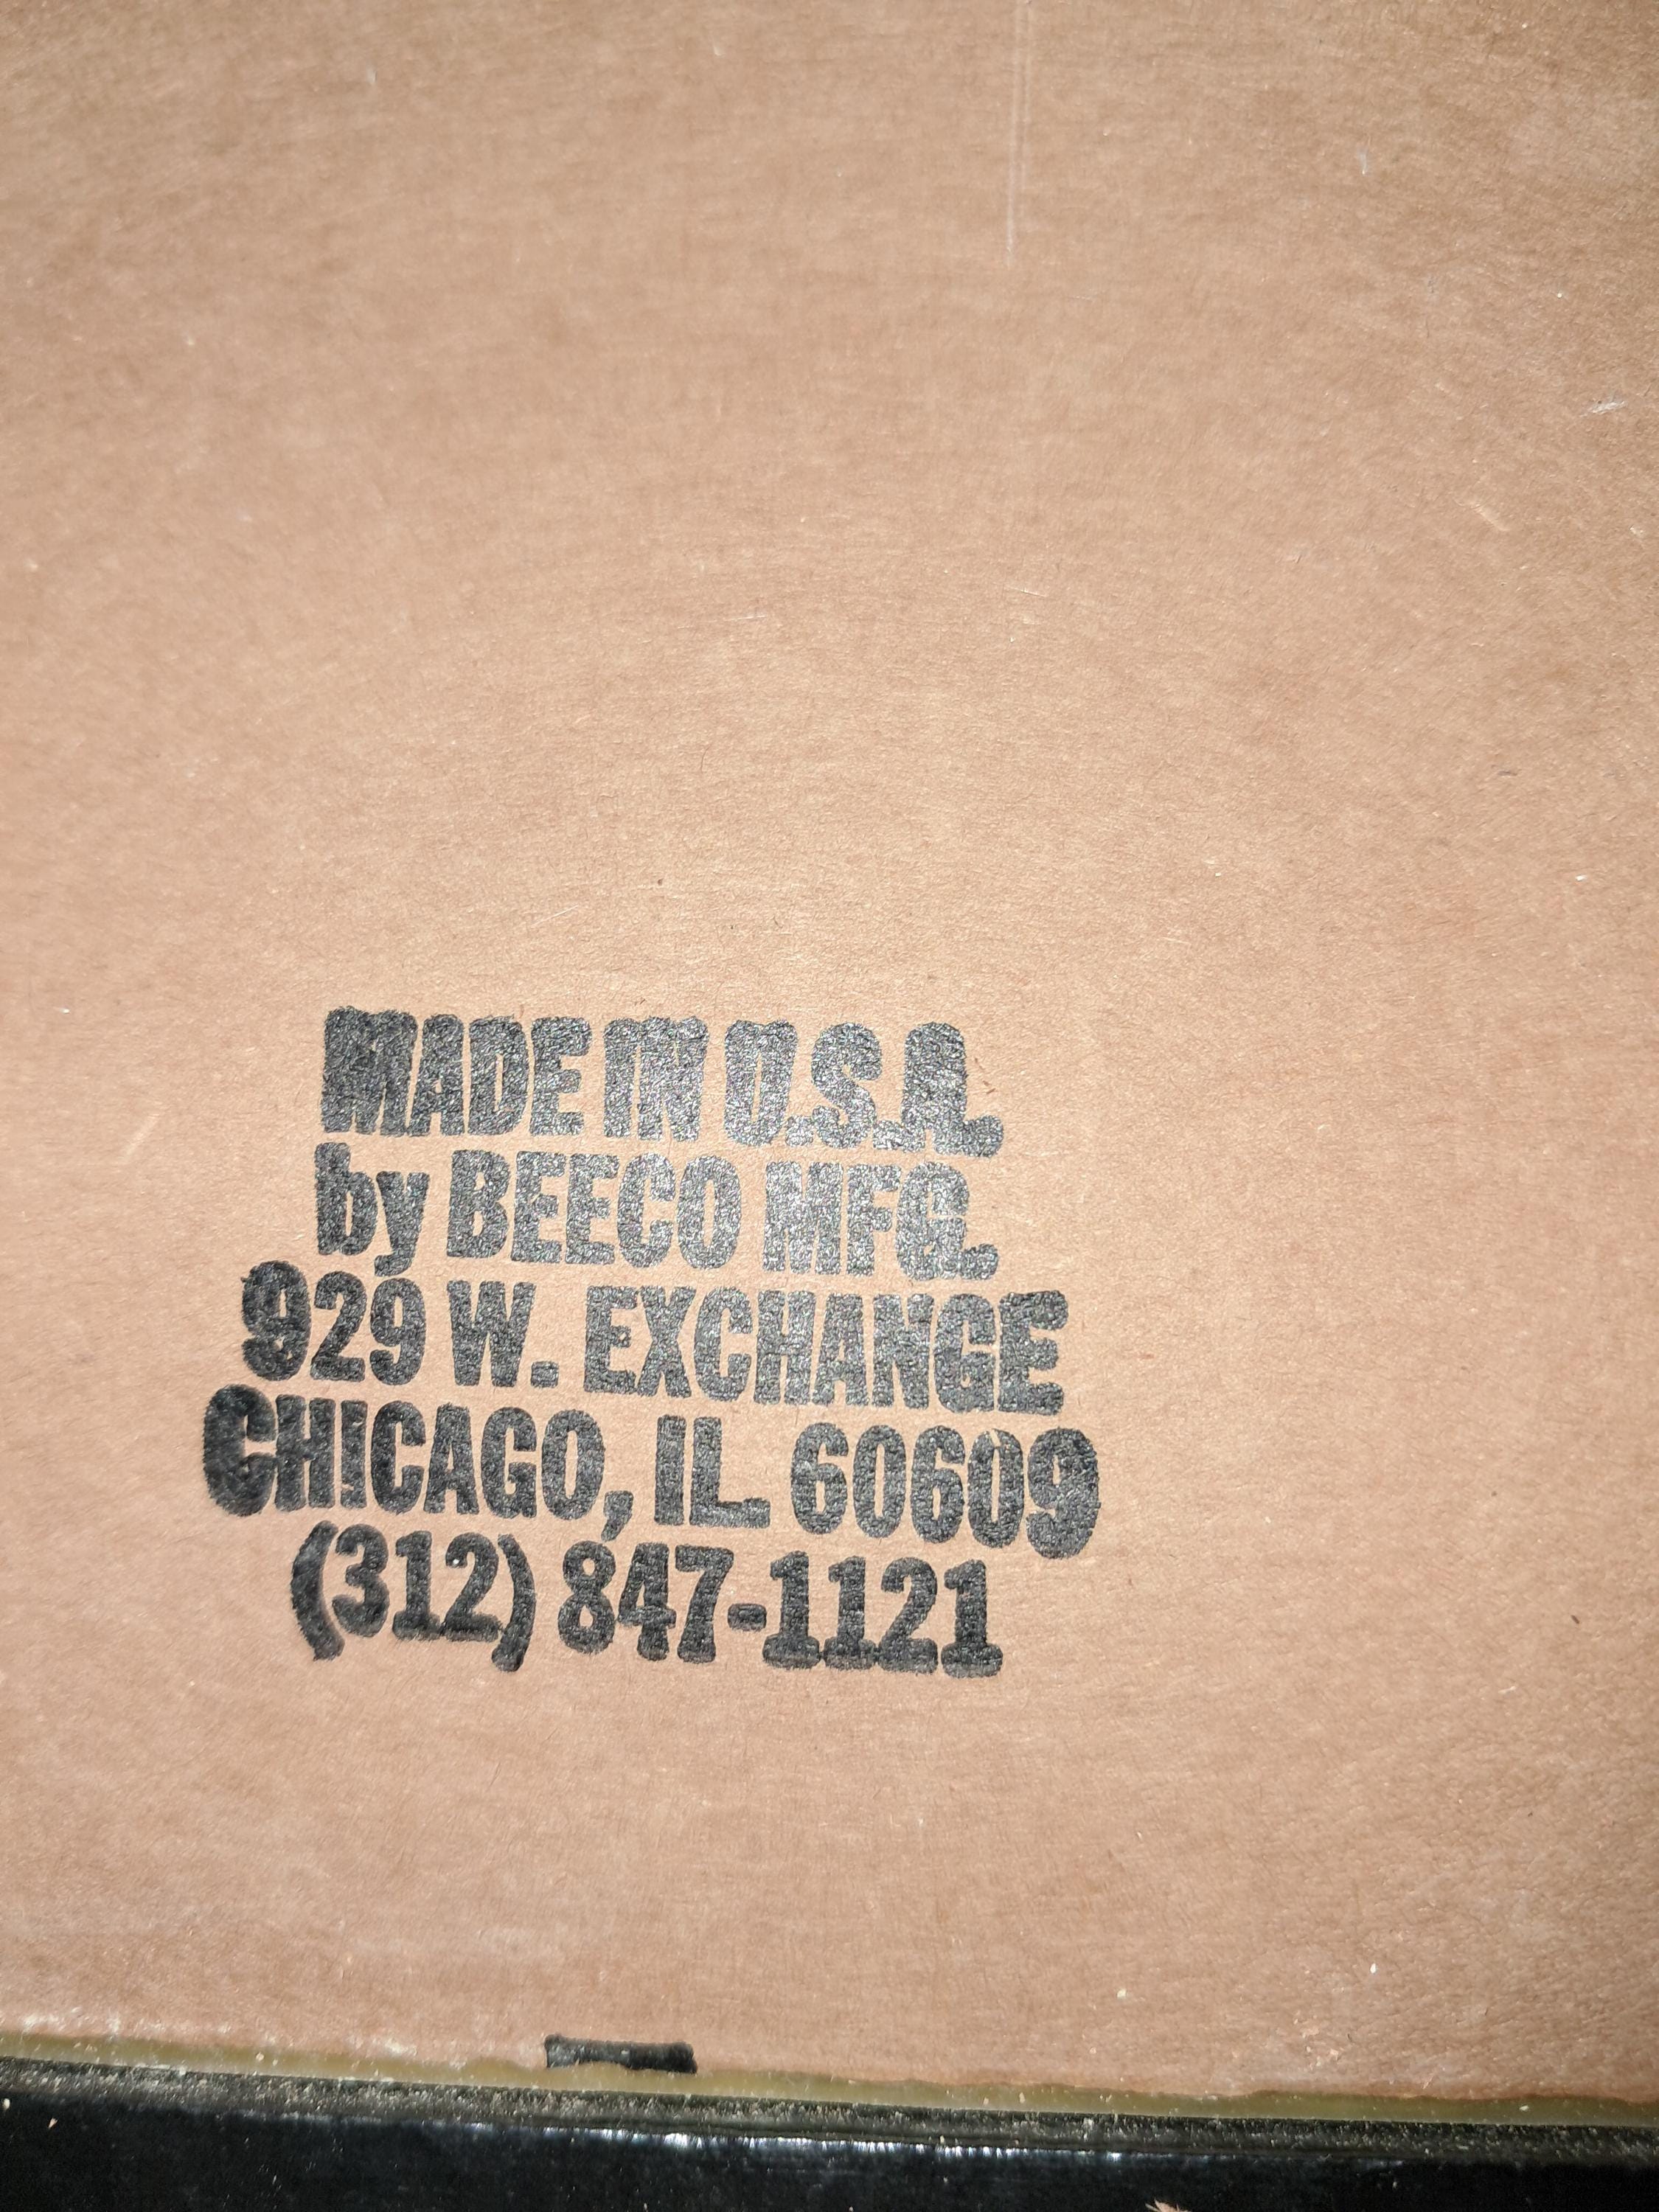 MADE IN U.S.A.
by BEECO MFG.
929 W. EXCHANGE
CHICAGO, IL 60609
(312) 847-1121